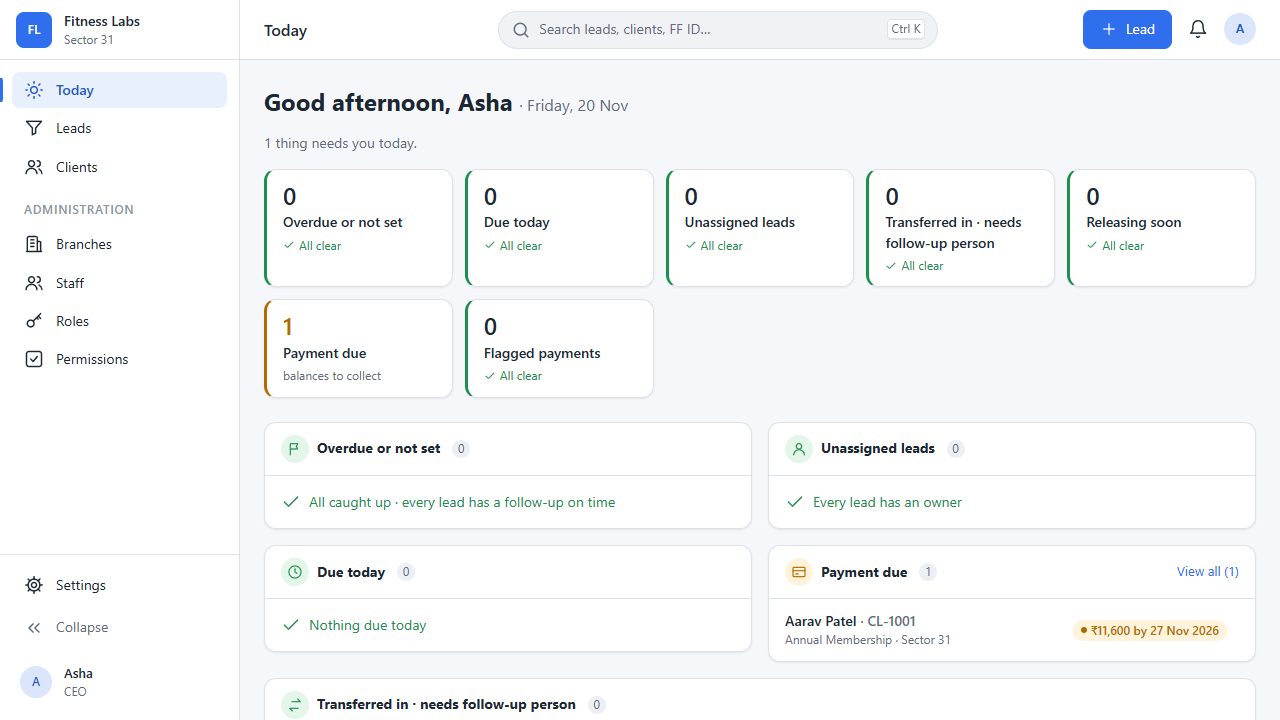 FL
Fitness Labs
Sector 31
Today
Leads
Clients
ADMINISTRATION
Branches
Staff
Roles
Permissions
Settings
Collapse
A
Asha
CEO
Today
Search leads, clients, FF ID...
Ctrl K
Lead
A
Good afternoon, Asha · Friday, 20 Nov
1 thing needs you today.
0
Overdue or not set
All clear
0
Due today
All clear
0
Unassigned leads
All clear
0
Transferred in · needs
follow-up person
All clear
0
Releasing soon
All clear
1
Payment due
balances to collect
0
Flagged payments
All clear
Overdue or not set 0
All caught up · every lead has a follow-up on time
Unassigned leads 0
Every lead has an owner
Due today 0
Nothing due today
Payment due 1
View all (1)
Aarav Patel · CL-1001
Annual Membership · Sector 31
₹11,600 by 27 Nov 2026
Transferred in · needs follow-up person 0